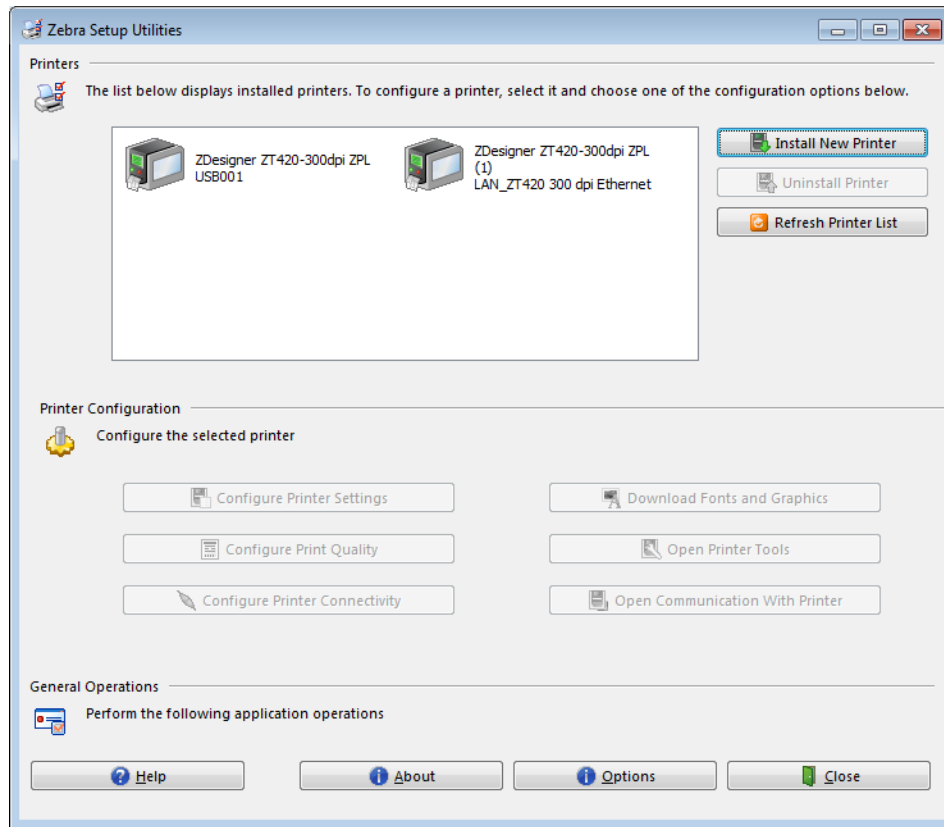 Zebra Setup Utilities
Printers
The list below displays installed printers. To configure a printer, select it and choose one of the configuration options below.
ZDesigner ZT420-300dpi ZPL
USB001
ZDesigner ZT420-300dpi ZPL
(1)
LAN_ZT420 300 dpi Ethernet
Install New Printer
Uninstall Printer
Refresh Printer List
Printer Configuration
Configure the selected printer
Configure Printer Settings
Download Fonts and Graphics
Configure Print Quality
Open Printer Tools
Configure Printer Connectivity
Open Communication With Printer
General Operations
Perform the following application operations
Help
About
Options
Close